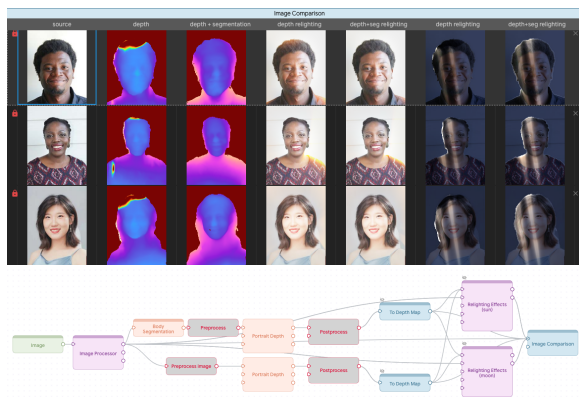 Image Comparison
source depth depth + segmentation depth relighting depth+seg relighting depth relighting depth+seg relighting
Body
Segmentation
Preprocess
Portrait Depth
Postprocess
To Depth Map
Relighting Effects
(sun)
Image
Image Processor
Image Comparison
Preprocess Image
Portrait Depth
Postprocess
To Depth Map
Relighting Effects
(moon)